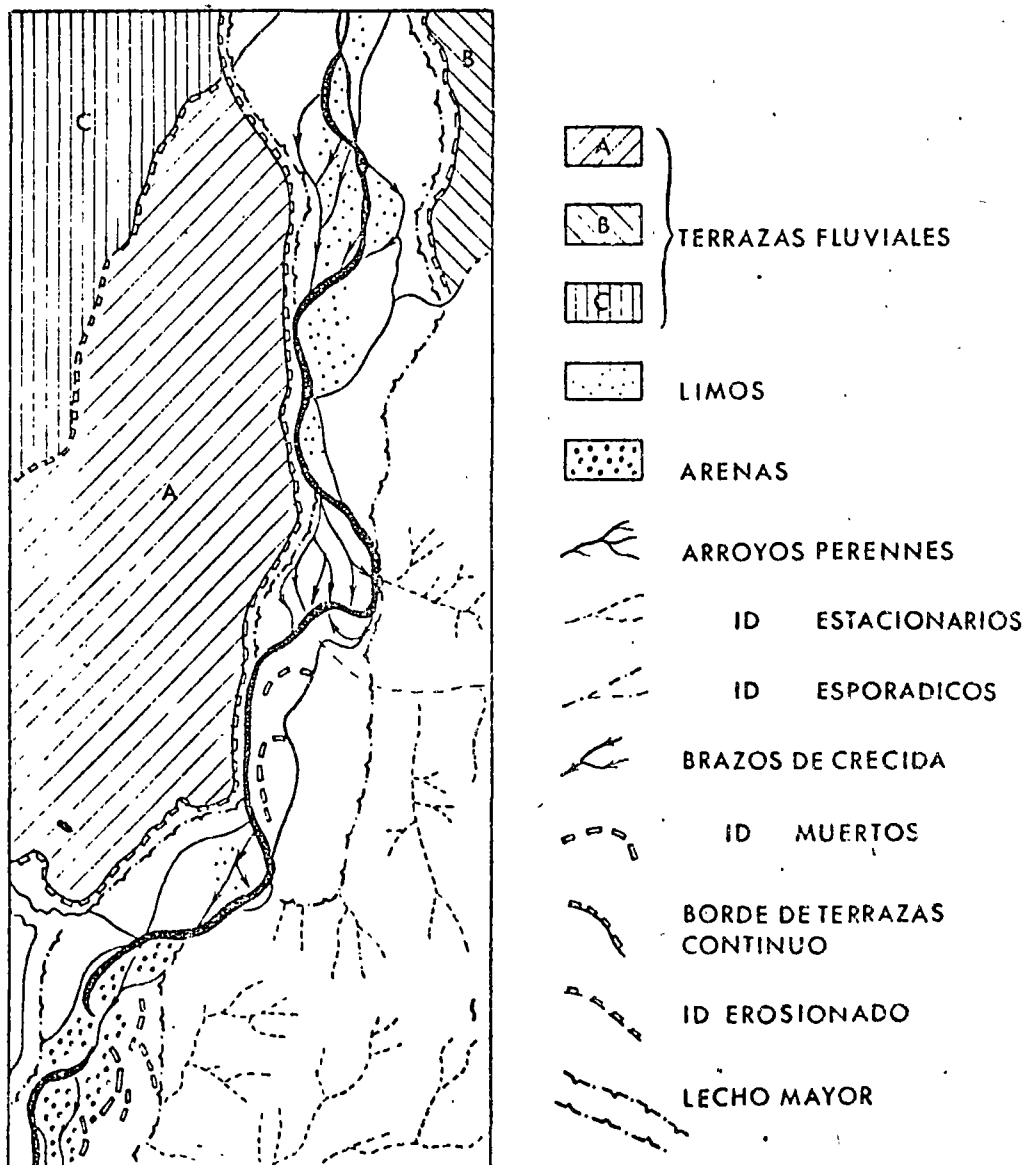 C
B
A
A
B
C
TERRAZAS FLUVIALES
LIMOS
ARENAS
ARROYOS PERENNES
ID ESTACIONARIOS
ID ESPORADICOS
BRAZOS DE CRECIDA
ID MUERTOS
BORDE DE TERRAZAS
CONTINUO
ID EROSIONADO
LECHO MAYOR